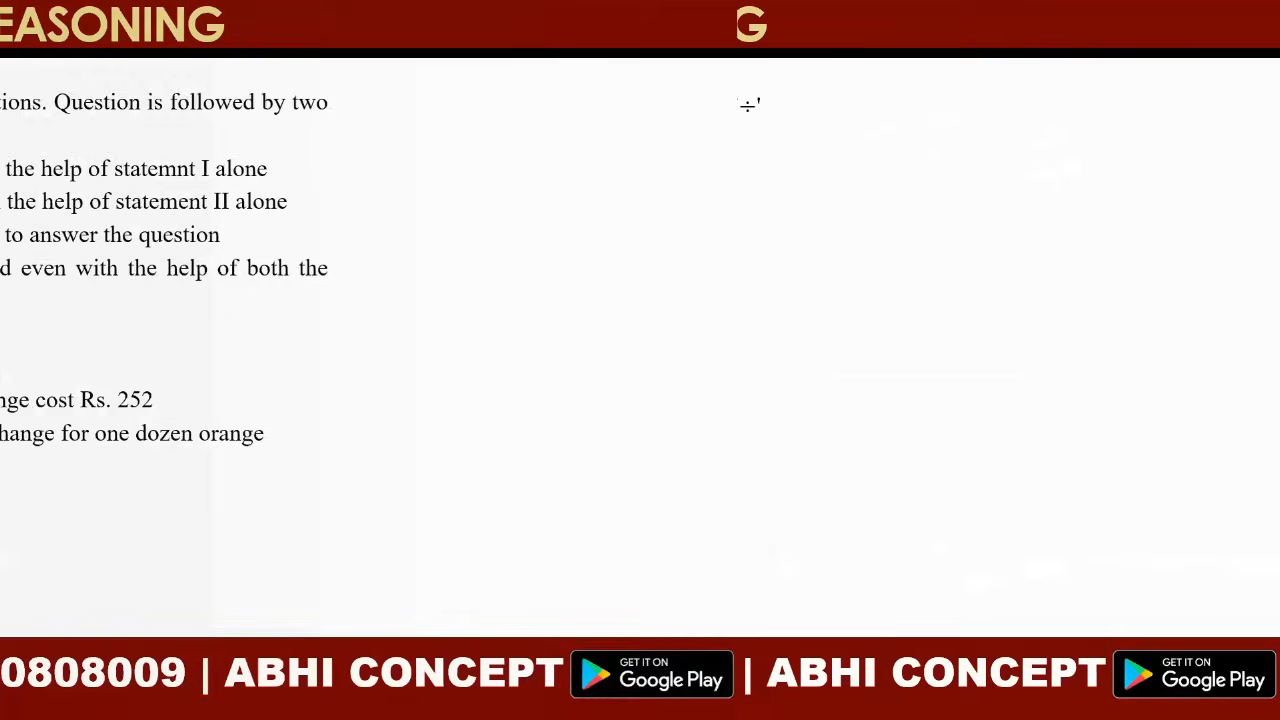 EASONING
G
tions. Question is followed by two
'÷'
the help of statemnt I alone
the help of statement II alone
to answer the question
d even with the help of both the
nge cost Rs. 252
hange for one dozen orange
0808009 | ABHI CONCEPT GET IT ON Google Play | ABHI CONCEPT GET IT ON Google Play